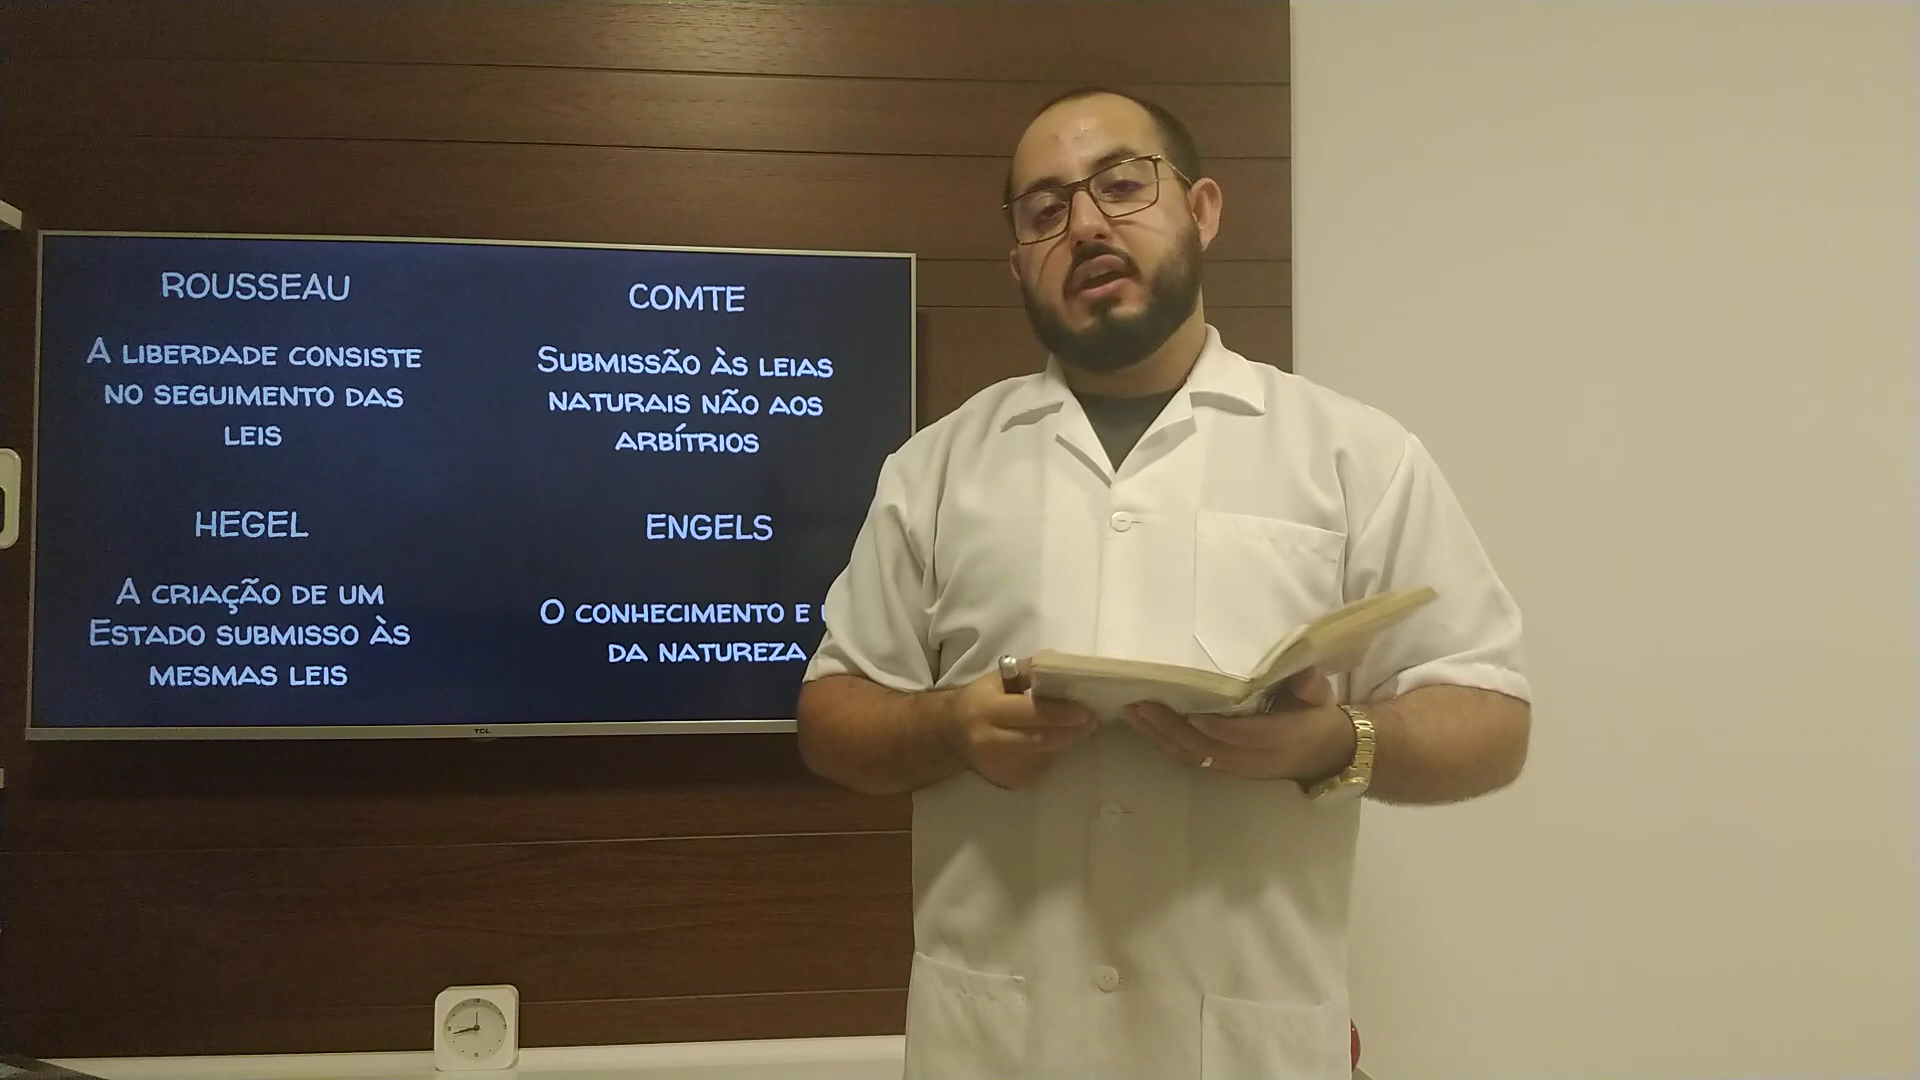 ROUSSEAU
A LIBERDADE CONSISTE
NO SEGUIMENTO DAS
LEIS
COMTE
SUBMISSÃO ÀS LEIAS
NATURAIS NÃO AOS
ARBÍTRIOS
HEGEL
A CRIAÇÃO DE UM
ESTADO SUBMISSO ÀS
MESMAS LEIS
ENGELS
O CONHECIMENTO E
DA NATUREZA
TCL